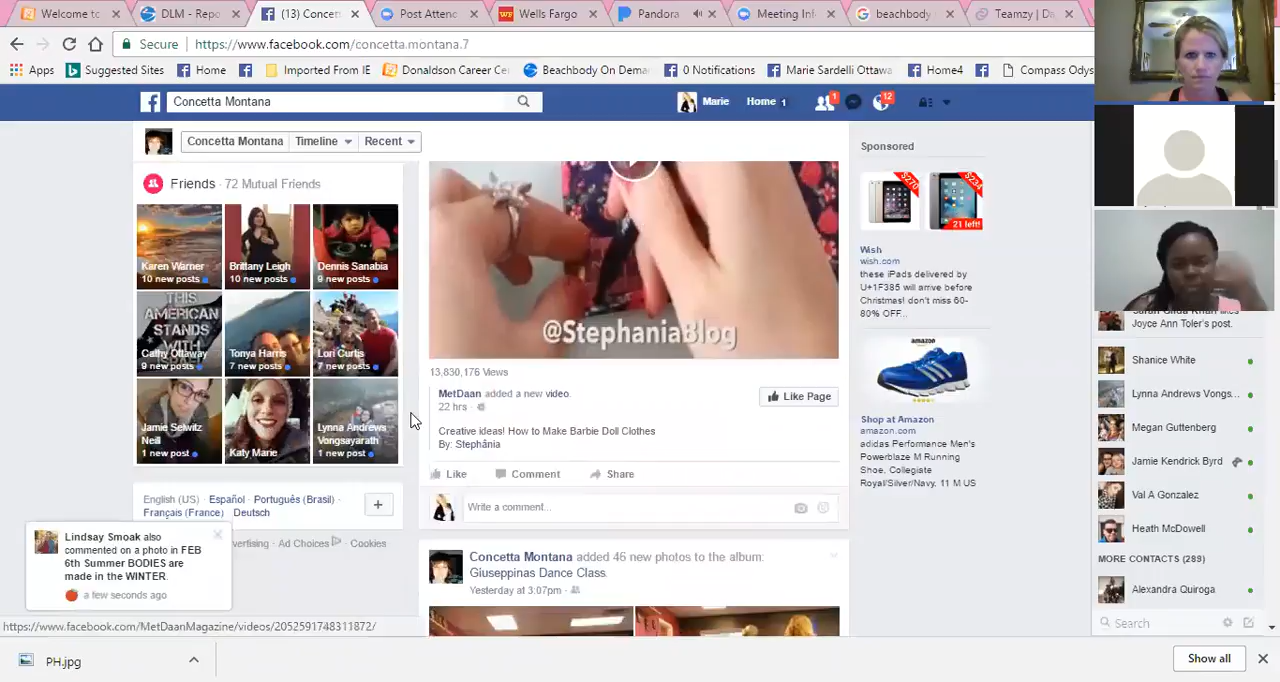 Welcome to
DLM - Repo
(13) Concett
Post Attend
Wells Fargo
Pandora
Meeting Inf
beachbody
Teamzy | Da
Secure
https://www.facebook.com/concetta.montana.7
Apps
Suggested Sites
Home
Imported From IE
Donaldson Career Ce
Beachbody On Dema
0 Notifications
Marie Sardelli Ottawa
Home4
Compass Odys
Concetta Montana
Marie
Home 1
1
12
Concetta Montana
Timeline
Recent
Friends · 72 Mutual Friends
Karen Warner
10 new posts
Brittany Leigh
10 new posts
Dennis Sanabia
9 new posts
THIS
AMERICAN
STANDS
Cathy Ottaway
9 new posts
Tonya Harris
7 new posts
Lori Curtis
7 new posts
Jamie Selwitz
Neill
1 new post
Katy Marie
Lynna Andrews
Vongsayarath
1 new post
English (US) · Español · Português (Brasil) ·
Français (France) · Deutsch
vertising · Ad Choices · Cookies
Lindsay Smoak also
commented on a photo in FEB
6th Summer BODIES are
made in the WINTER.
a few seconds ago
https://www.facebook.com/MetDaanMagazine/videos/2052591748311872/
@StephaniaBlog
13,830,176 Views
MetDaan added a new video.
22 hrs ·
Like Page
Creative ideas! How to Make Barbie Doll Clothes
By: Stephânia
Like
Comment
Share
Write a comment...
Concetta Montana added 46 new photos to the album:
Giuseppinas Dance Class.
Yesterday at 3:07pm ·
Sponsored
$270
$234
21 left!
Wish
wish.com
these iPads delivered by
U+1F385 will arrive before
Christmas! don't miss 60-
80% OFF...
amazon
Shop at Amazon
amazon.com
adidas Performance Men's
Powerblaze M Running
Shoe, Collegiate
Royal/Silver/Navy, 11 M US
Joyce Ann Toler's post.
Shanice White
Lynna Andrews Vongs...
Megan Guttenberg
Jamie Kendrick Byrd
Val A Gonzalez
Heath McDowell
MORE CONTACTS (289)
Alexandra Quiroga
Search
PH.jpg
Show all